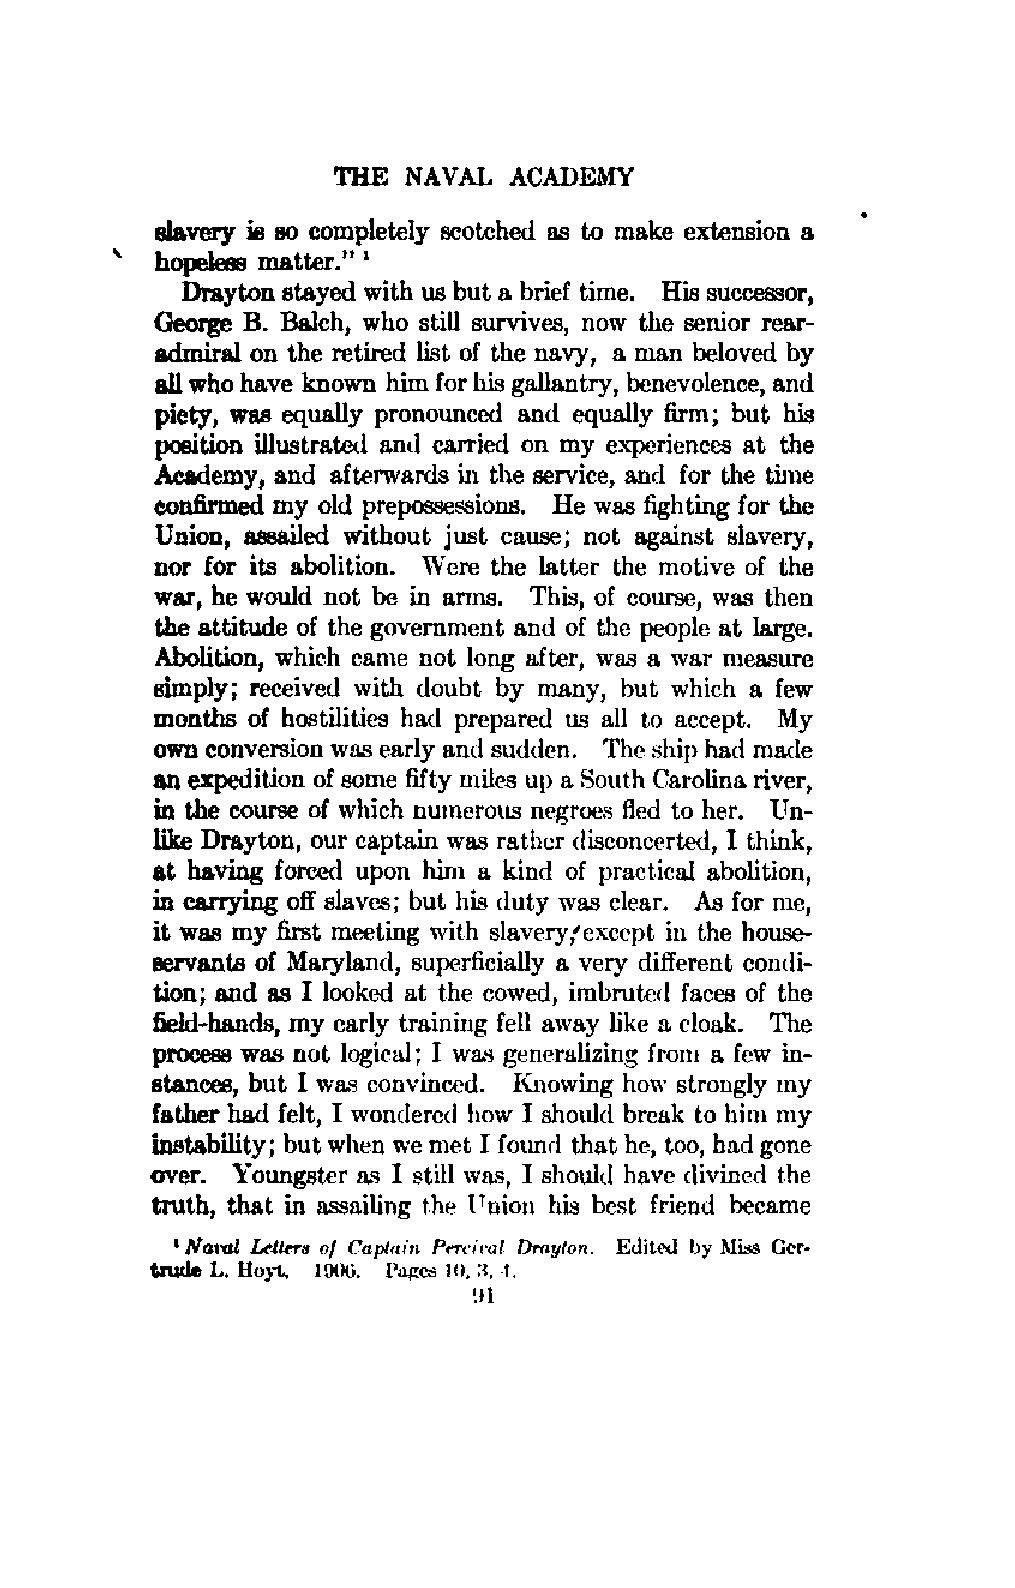 THE NAVAL ACADEMY
slavery is so completely scotched as to make extension a
hopeless matter." ¹
Drayton stayed with us but a brief time. His successor,
George B. Balch, who still survives, now the senior rear-
admiral on the retired list of the navy, a man beloved by
all who have known him for his gallantry, benevolence, and
piety, was equally pronounced and equally firm; but his
position illustrated and carried on my experiences at the
Academy, and afterwards in the service, and for the time
confirmed my old prepossessions. He was fighting for the
Union, assailed without just cause; not against slavery,
nor for its abolition. Were the latter the motive of the
war, he would not be in arms. This, of course, was then
the attitude of the government and of the people at large.
Abolition, which came not long after, was a war measure
simply; received with doubt by many, but which a few
months of hostilities had prepared us all to accept. My
own conversion was early and sudden. The ship had made
an expedition of some fifty miles up a South Carolina river,
in the course of which numerous negroes fled to her. Un-
like Drayton, our captain was rather disconcerted, I think,
at having forced upon him a kind of practical abolition,
in carrying off slaves; but his duty was clear. As for me,
it was my first meeting with slavery, except in the house-
servants of Maryland, superficially a very different condi-
tion; and as I looked at the cowed, imbruted faces of the
field-hands, my early training fell away like a cloak. The
process was not logical; I was generalizing from a few in-
stances, but I was convinced. Knowing how strongly my
father had felt, I wondered how I should break to him my
instability; but when we met I found that he, too, had gone
over. Youngster as I still was, I should have divined the
truth, that in assailing the Union his best friend became
¹ Naval Letters of Captain Percival Drayton. Edited by Miss Ger-
trude L. Hoyt. 1906. Pages 10, 3, 4.
91